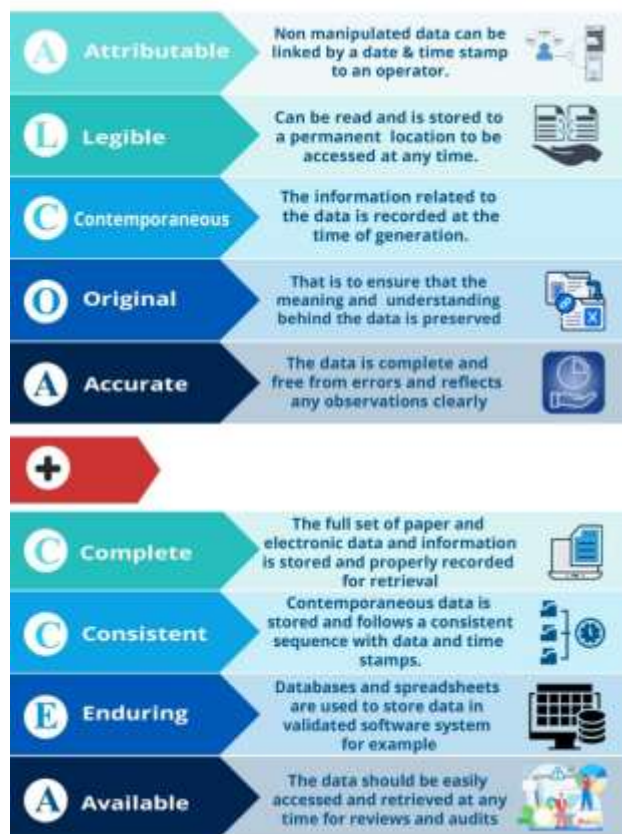 A Attributable
Non manipulated data can be
linked by a date & time stamp
to an operator.
L Legible
Can be read and is stored to
a permanent location to be
accessed at any time.
C Contemporaneous
The information related to
the data is recorded at the
time of generation.
O Original
That is to ensure that the
meaning and understanding
behind the data is preserved
A Accurate
The data is complete and
free from errors and reflects
any observations clearly
+
C Complete
The full set of paper and
electronic data and information
is stored and properly recorded
for retrieval
C Consistent
Contemporaneous data is
stored and follows a consistent
sequence with data and time
stamps.
E Enduring
Databases and spreadsheets
are used to store data in
validated software system
for example
A Available
The data should be easily
accessed and retrieved at any
time for reviews and audits